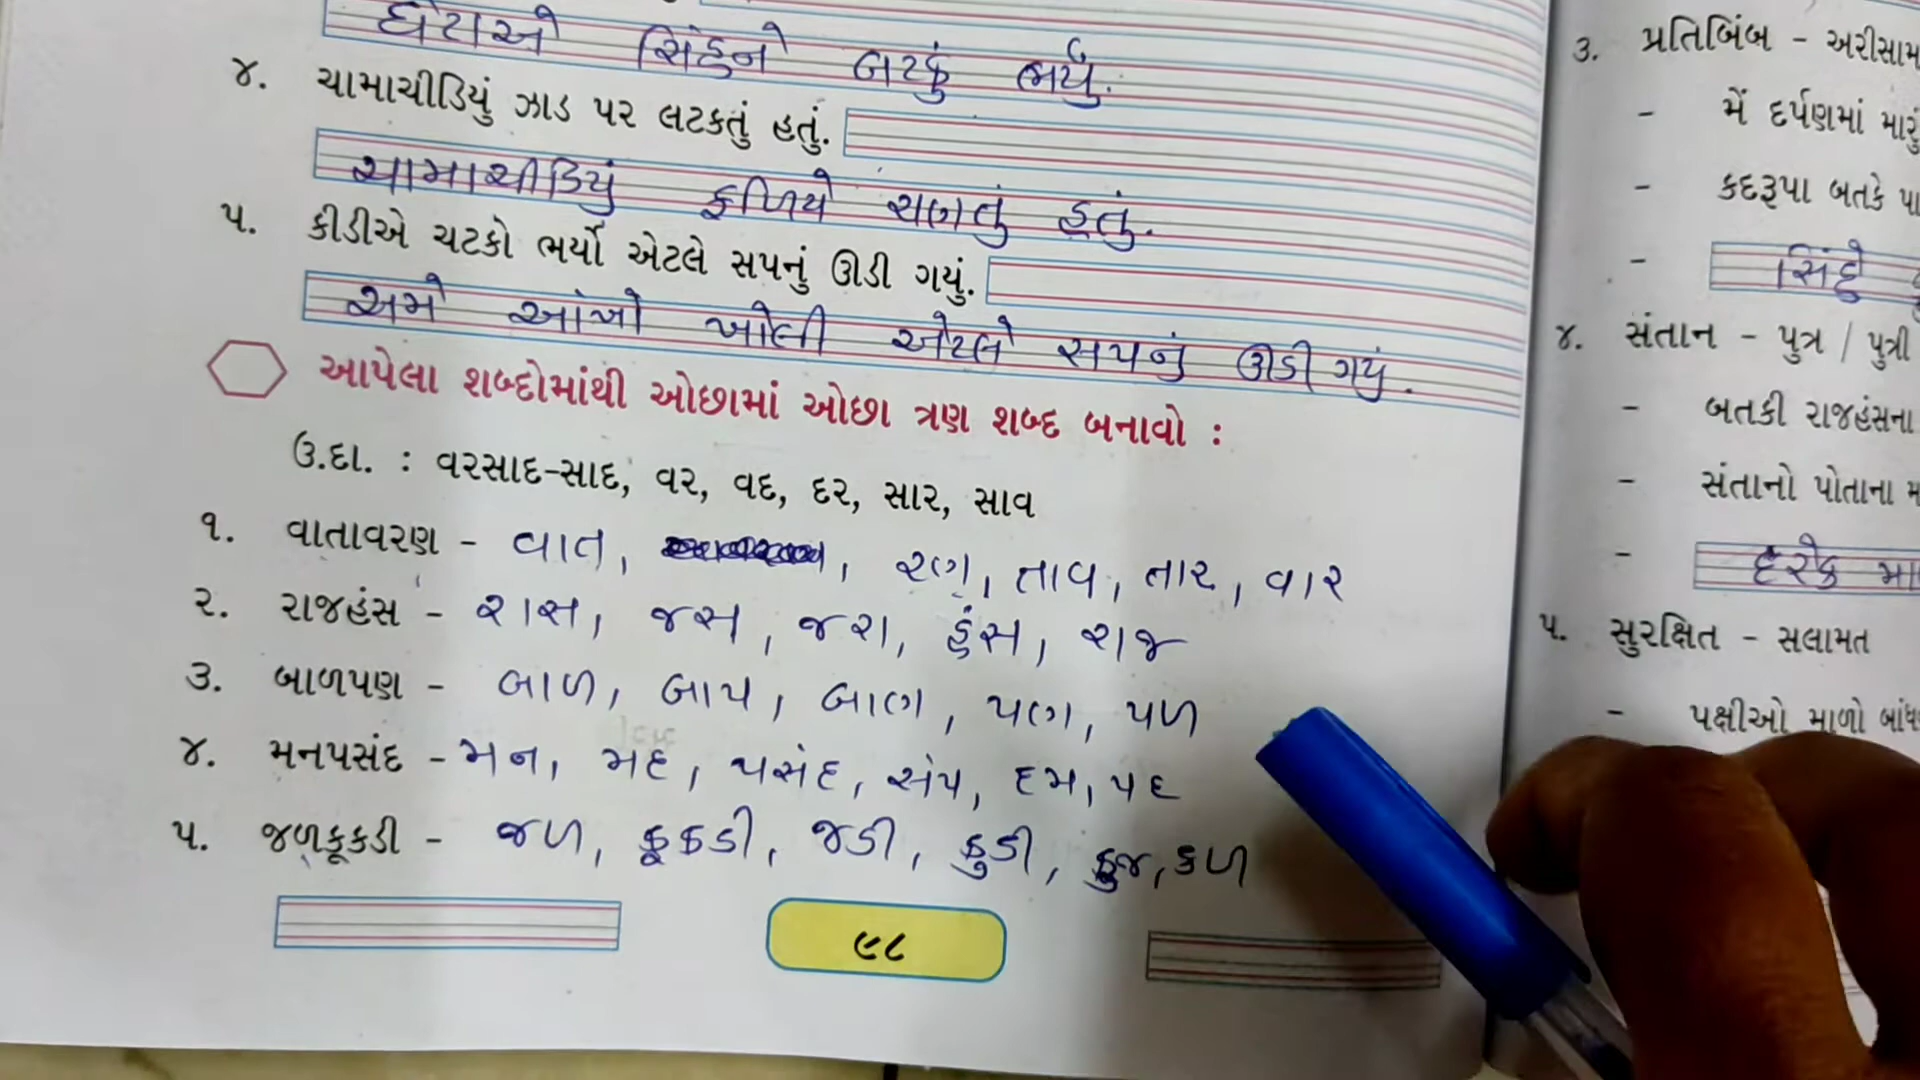 ઘેટાએ સિંહને બટકું ભર્યું.
૪. ચામાચીડિયું ઝાડ પર લટકતું હતું.
ચામાચીડિયું ફળિયે ચણતું હતું.
૫. કીડીએ ચટકો ભર્યો એટલે સપનું ઊડી ગયું.
અમે આંખો ખોલી એટલે સપનું ઊડી ગયું.
આપેલા શબ્દોમાંથી ઓછામાં ઓછા ત્રણ શબ્દ બનાવો :
ઉ.દા. : વરસાદ-સાદ, વર, વદ, દર, સાર, સાવ
૧. વાતાવરણ - વાત, રણ, તાવ, તાર, વાર
૨. રાજહંસ - રાસ, જસ, જરા, હંસ, રાજ
૩. બાળપણ - બાળ, બાપ, બાણ, પણ, પળ
૪. મનપસંદ - મન, મદ, પસંદ, સંપ, દમ, પદ
૫. જળકૂકડી - જળ, કૂકડી, જડી, કુડી, કુજ, કળ
૯૮
૩. પ્રતિબિંબ - અરીસામ
- મેં દર્પણમાં મારું
- કદરૂપા બતકે પા
- સિંહે
૪. સંતાન - પુત્ર / પુત્રી
- બતકી રાજહંસના
- સંતાનો પોતાના મ
- દરેક મા
૫. સુરક્ષિત - સલામત
- પક્ષીઓ માળો બાંધ